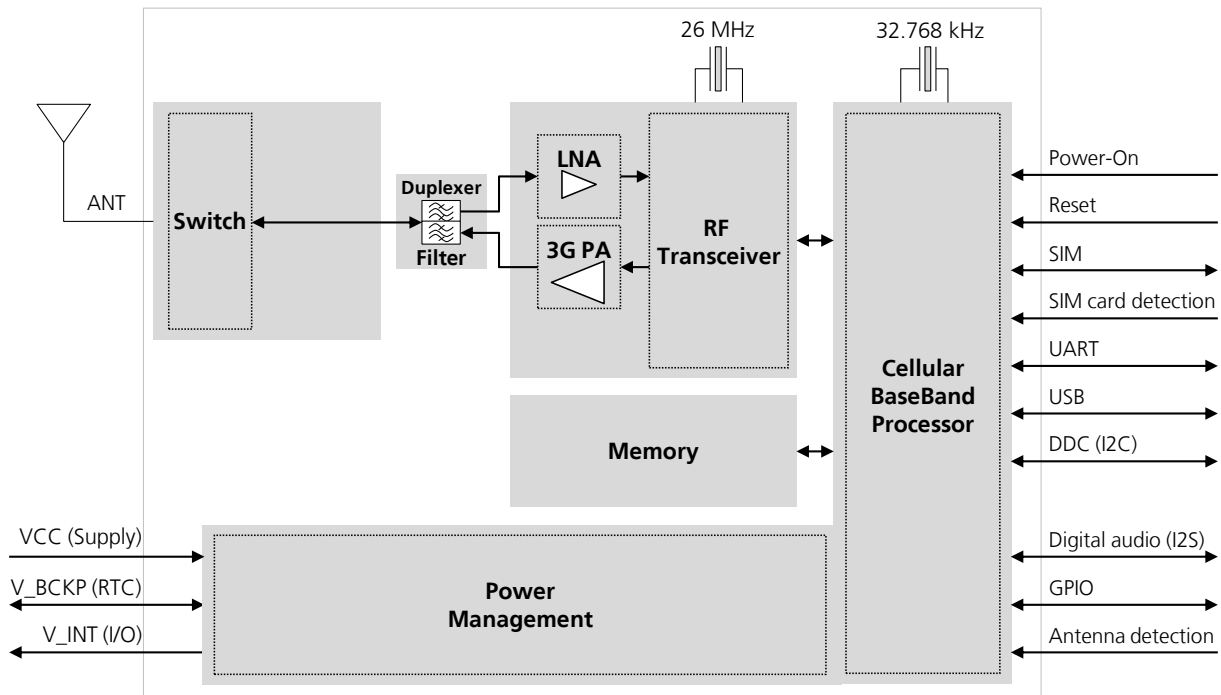 26 MHz
32.768 kHz
ANT
Switch
Duplexer
Filter
LNA
3G PA
RF
Transceiver
Memory
Cellular
BaseBand
Processor
Power
Management
VCC (Supply)
V_BCKP (RTC)
V_INT (I/O)
Power-On
Reset
SIM
SIM card detection
UART
USB
DDC (I2C)
Digital audio (I2S)
GPIO
Antenna detection